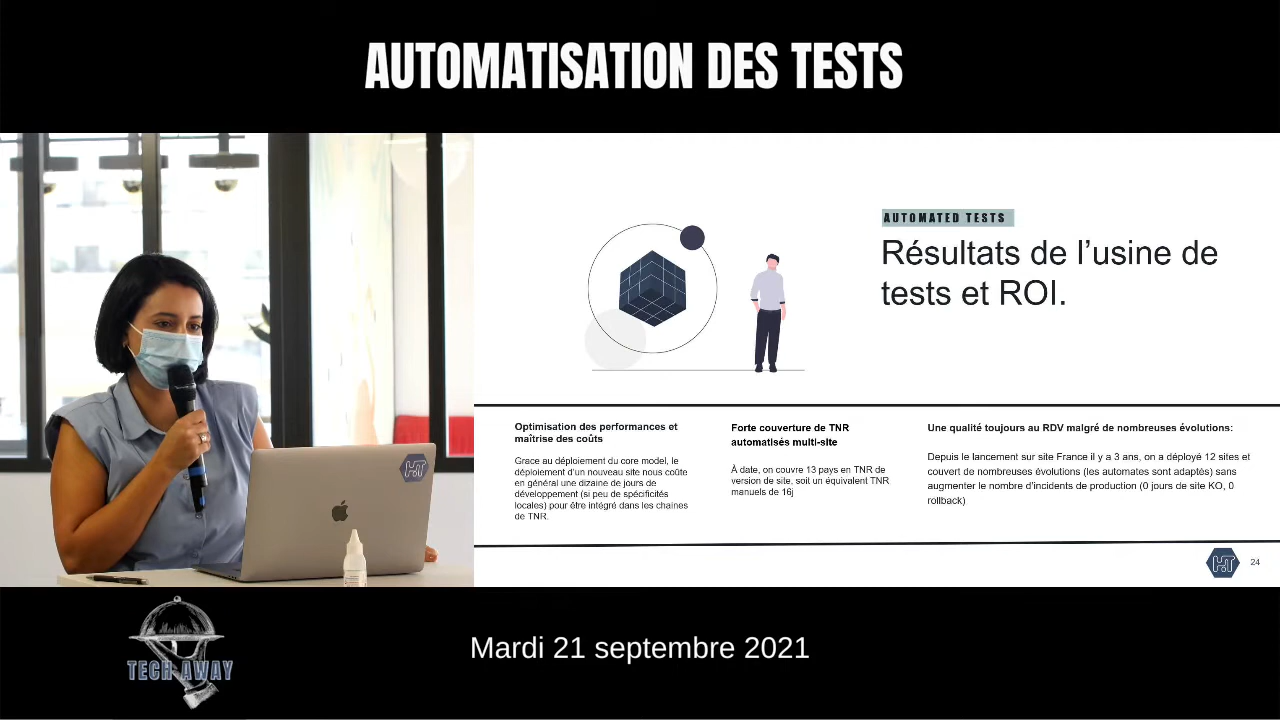 AUTOMATISATION DES TESTS
AUTOMATED TESTS
Résultats de l'usine de
tests et ROI.
Optimisation des performances et
maîtrise des coûts
Grace au déploiement du core model, le
déploiement d'un nouveau site nous coûte
en général une dizaine de jours de
développement (si peu de spécificités
locales) pour être intégré dans les chaines
de TNR.
Forte couverture de TNR
automatisés multi-site
À date, on couvre 13 pays en TNR de
version de site, soit un équivalent TNR
manuels de 16j
Une qualité toujours au RDV malgré de nombreuses évolutions:
Depuis le lancement sur site France il y a 3 ans, on a déployé 12 sites et
couvert de nombreuses évolutions (les automates sont adaptés) sans
augmenter le nombre d'incidents de production (0 jours de site KO, 0
rollback)
HT
HT
24
TECH AWAY
Mardi 21 septembre 2021